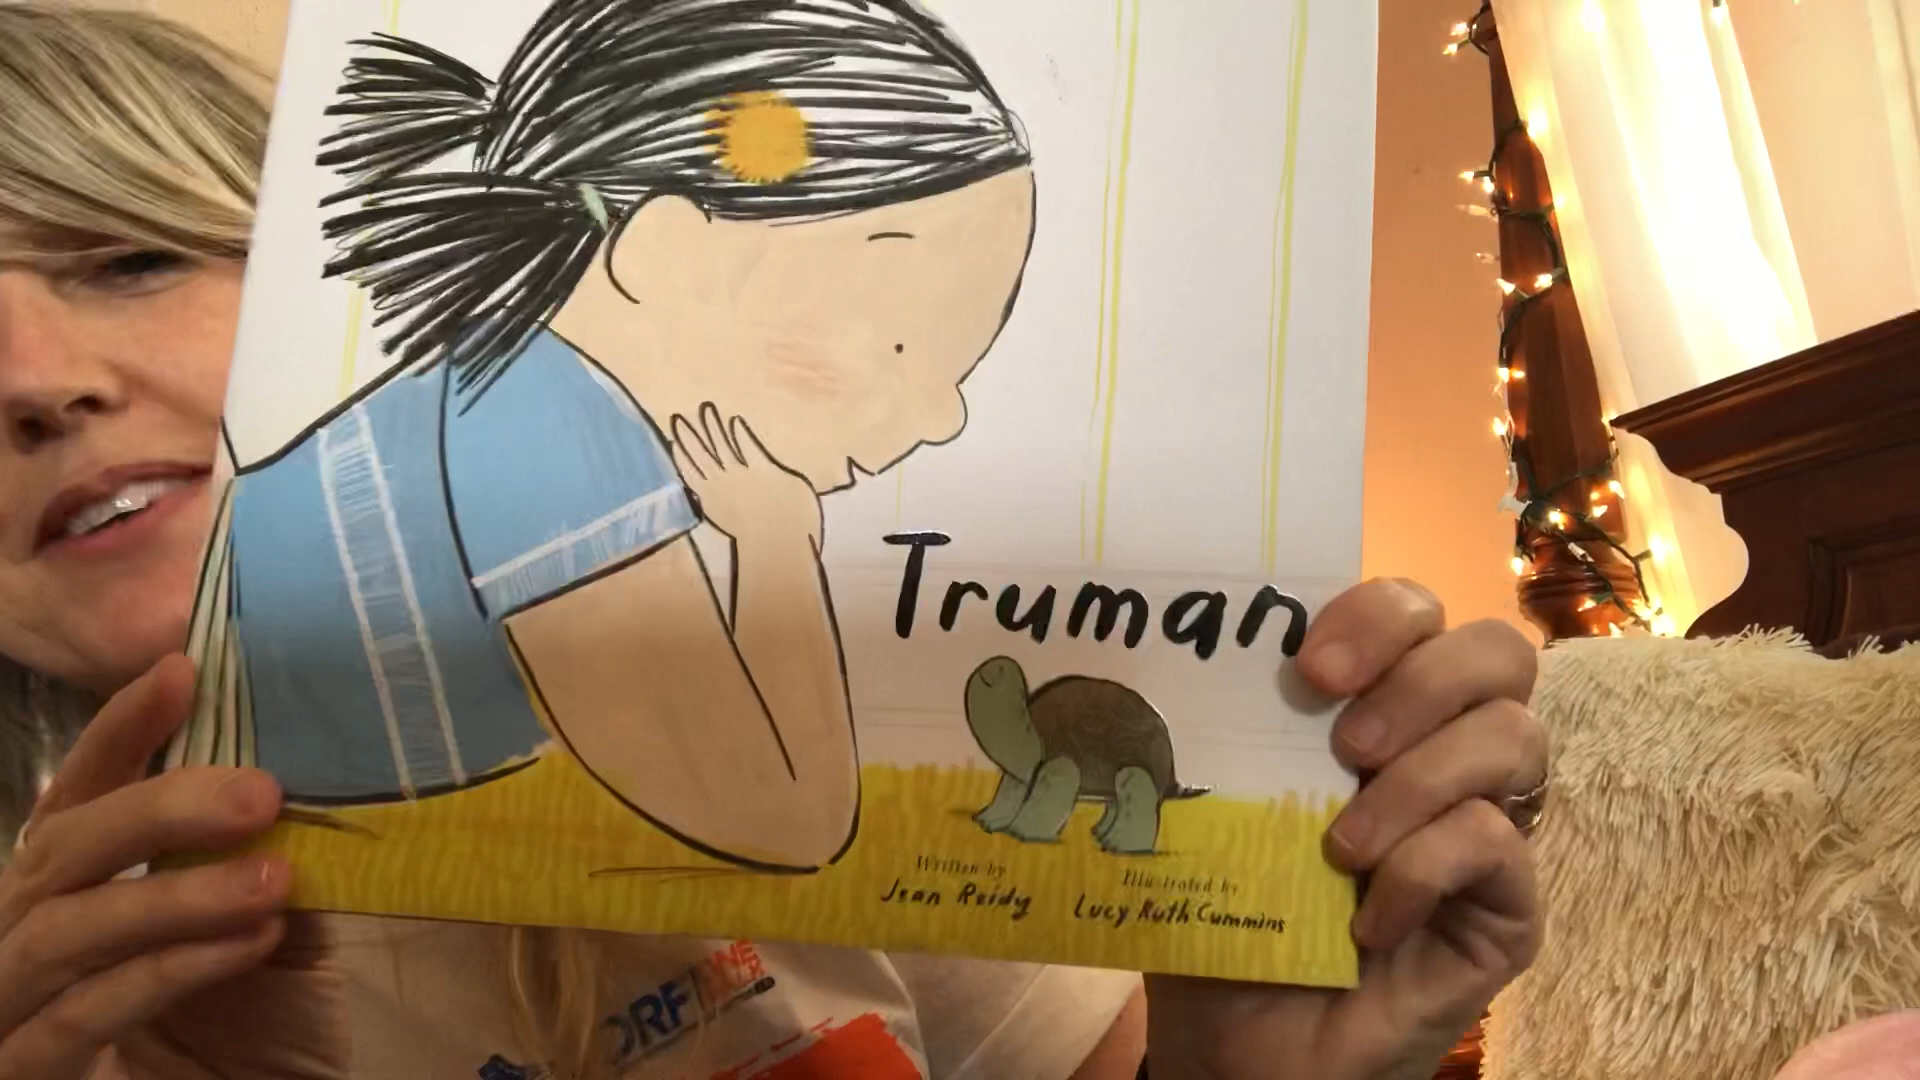 Truman
Written by
Jean Reidy
Illustrated by
Lucy Ruth Cummins